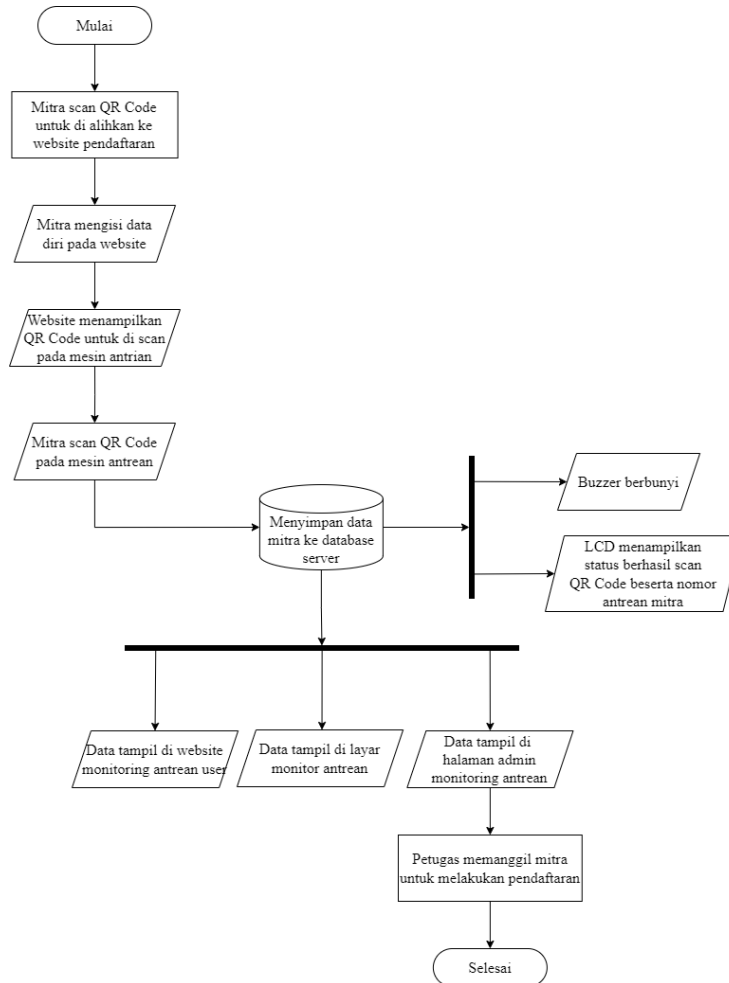 Mulai
Mitra scan QR Code
untuk di alihkan ke
website pendaftaran
Mitra mengisi data
diri pada website
Website menampilkan
QR Code untuk di scan
pada mesin antrian
Mitra scan QR Code
pada mesin antrean
Menyimpan data
mitra ke database
server
Buzzer berbunyi
LCD menampilkan
status berhasil scan
QR Code beserta nomor
antrean mitra
Data tampil di website
monitoring antrean user
Data tampil di layar
monitor antrean
Data tampil di
halaman admin
monitoring antrean
Petugas memanggil mitra
untuk melakukan pendaftaran
Selesai